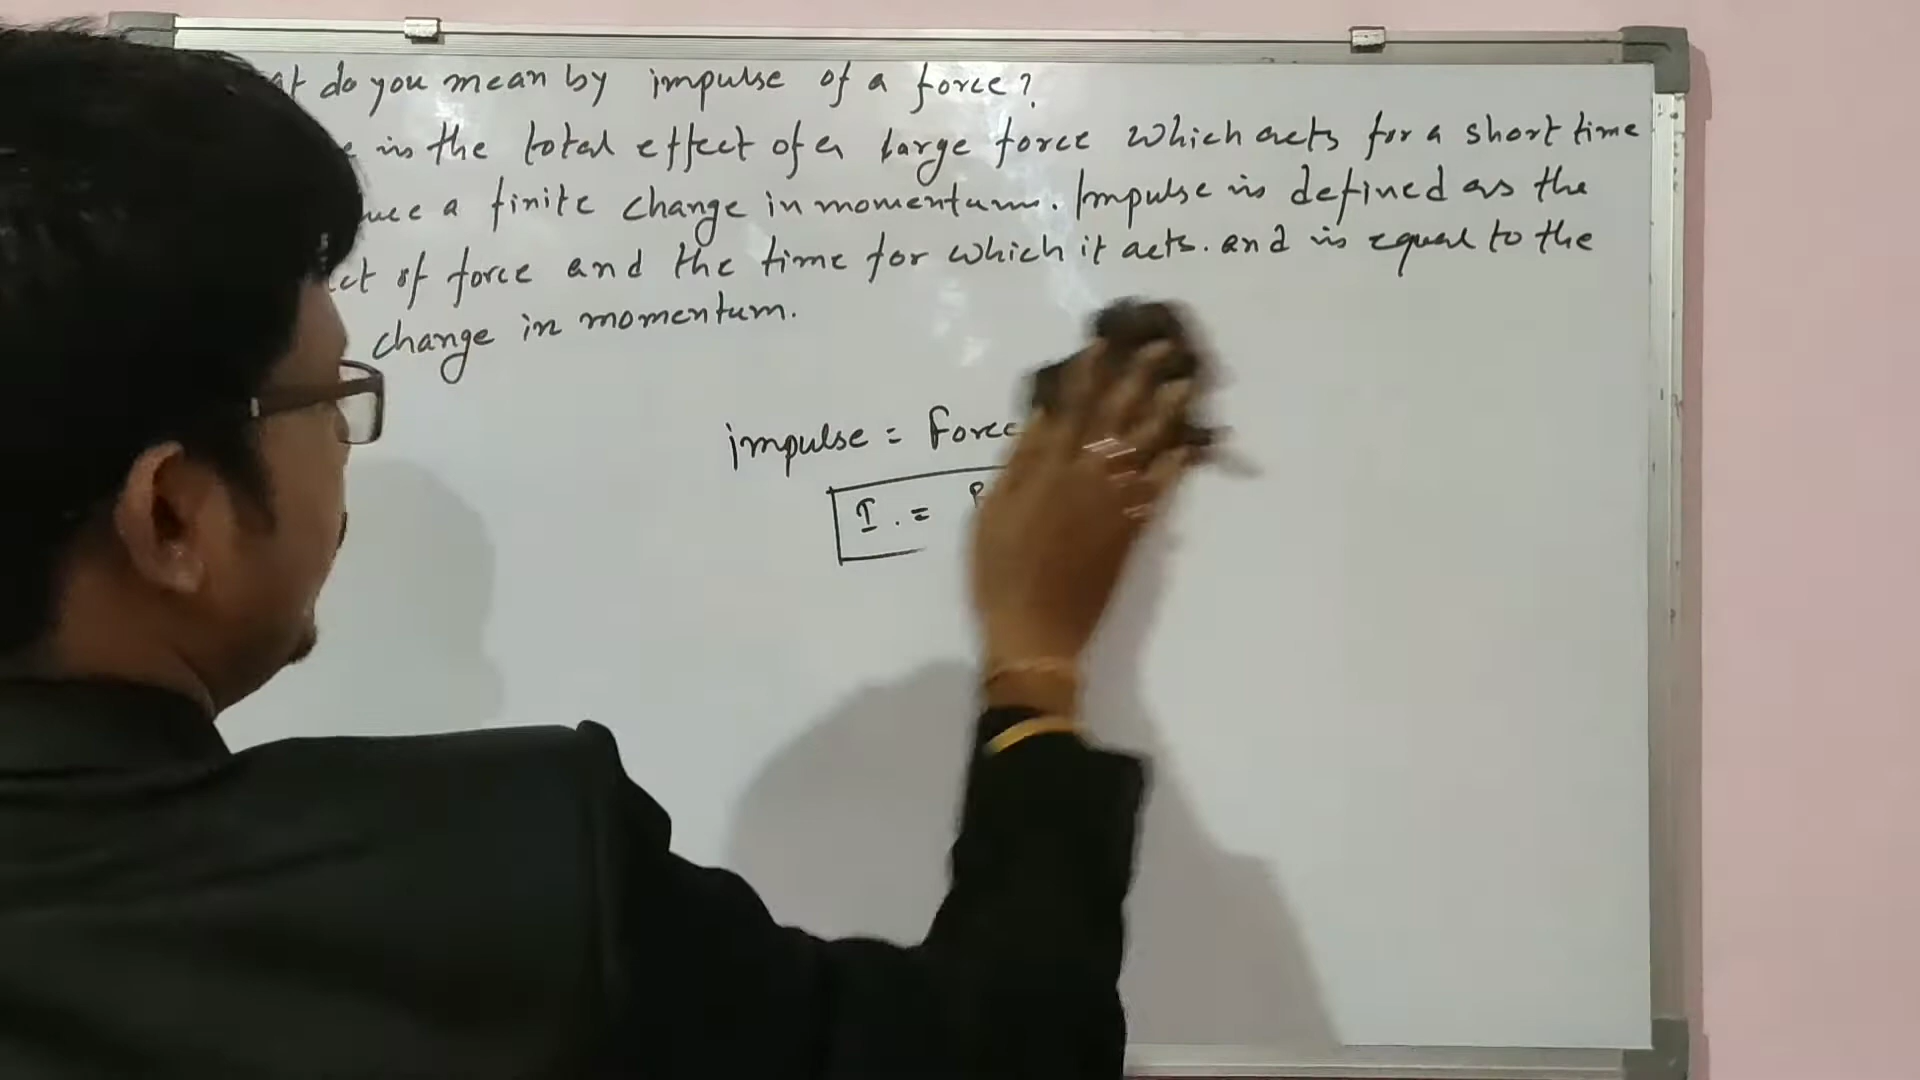 do you mean by impulse of a force?
is the total effect of a large force which acts for a short time
a finite change in momentum. Impulse is defined as the
of force and the time for which it acts. and is equal to the
change in momentum.
impulse = Force
I. =